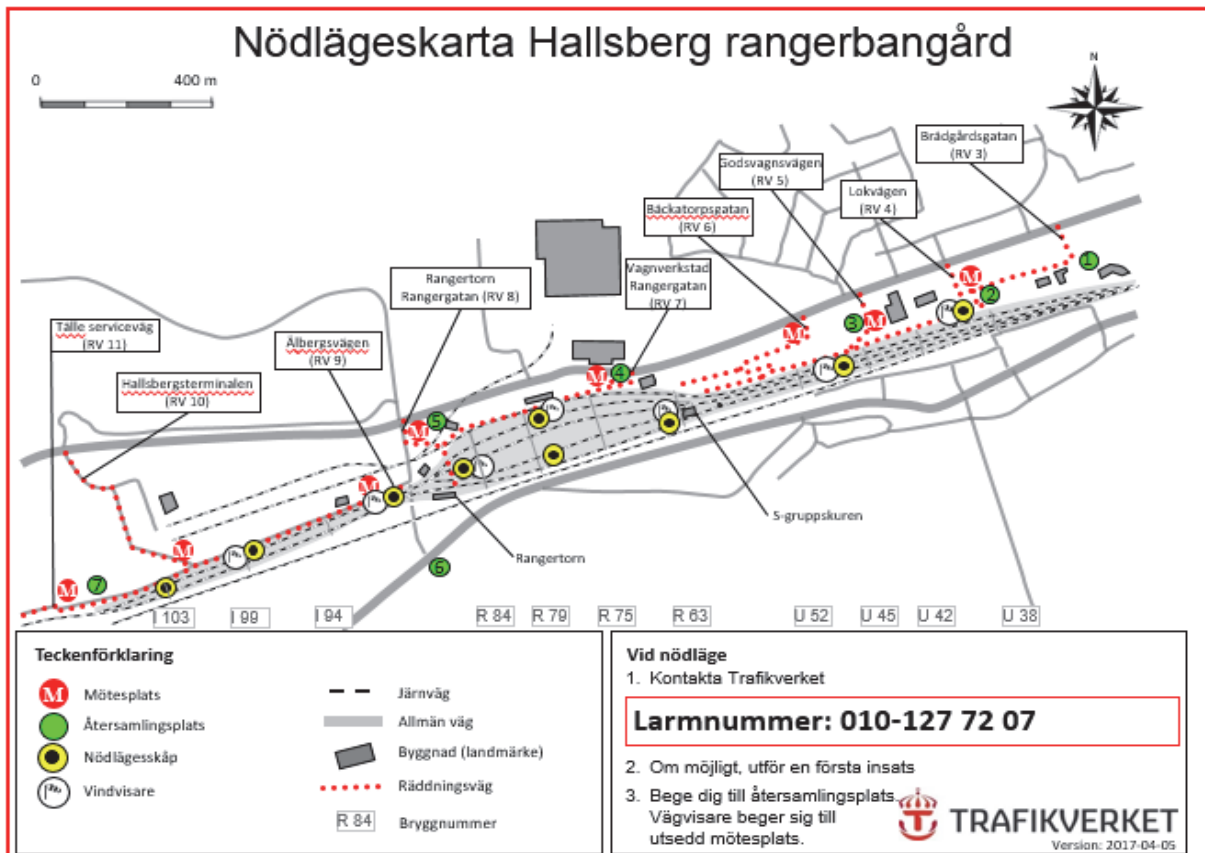 Nödlägeskarta Hallsberg rangerbangård
0 400 m
N
Brädgårdsgatan
(RV 3)
Godsvagnsvägen
(RV 5)
Lokvägen
(RV 4)
Bäckatorpsgatan
(RV 6)
Vagnverkstad
Rangergatan
(RV 7)
Rangertorn
Rangergatan (RV 8)
Tälle serviceväg
(RV 11)
Älbergsvägen
(RV 9)
Hallsbergsterminalen
(RV 10)
1
M
2
3
M
M
M
4
5
M
M
M
M
7
6
S-gruppskuren
Rangertorn
I 103
I 99
I 94
R 84
R 79
R 75
R 63
U 52
U 45
U 42
U 38
Teckenförklaring
M Mötesplats
Återsamlingsplats
Nödlägesskåp
Vindvisare
Järnväg
Allmän väg
Byggnad (landmärke)
Räddningsväg
R 84 Bryggnummer
Vid nödläge
1. Kontakta Trafikverket
Larmnummer: 010-127 72 07
2. Om möjligt, utför en första insats
3. Bege dig till återsamlingsplats.
Vägvisare beger sig till
utsedd mötesplats.
TRAFIKVERKET
Version: 2017-04-05